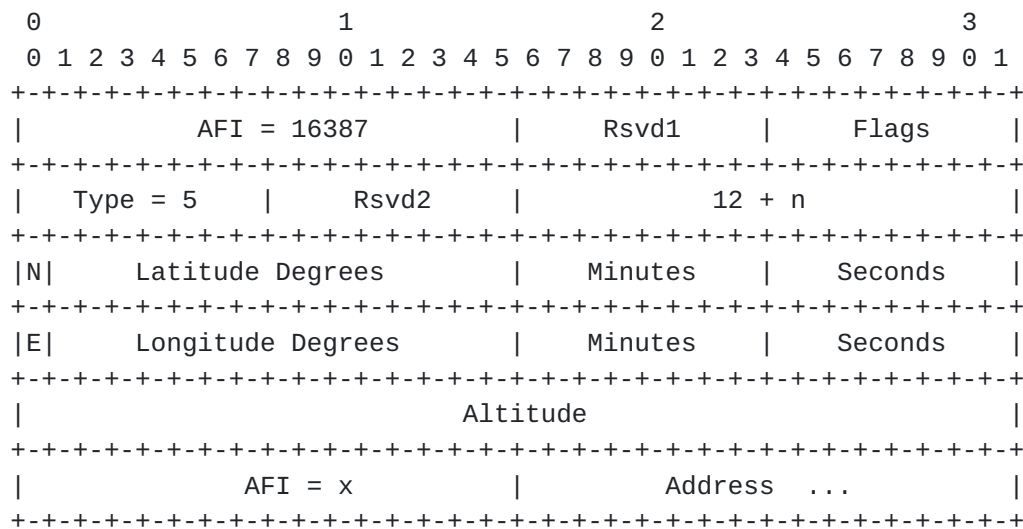 0                   1                   2                   3
 0 1 2 3 4 5 6 7 8 9 0 1 2 3 4 5 6 7 8 9 0 1 2 3 4 5 6 7 8 9 0 1
+-+-+-+-+-+-+-+-+-+-+-+-+-+-+-+-+-+-+-+-+-+-+-+-+-+-+-+-+-+-+-+-+
|           AFI = 16387         |     Rsvd1     |     Flags     |
+-+-+-+-+-+-+-+-+-+-+-+-+-+-+-+-+-+-+-+-+-+-+-+-+-+-+-+-+-+-+-+-+
|   Type = 5    |     Rsvd2     |            12 + n             |
+-+-+-+-+-+-+-+-+-+-+-+-+-+-+-+-+-+-+-+-+-+-+-+-+-+-+-+-+-+-+-+-+
|N|     Latitude Degrees        |    Minutes    |    Seconds    |
+-+-+-+-+-+-+-+-+-+-+-+-+-+-+-+-+-+-+-+-+-+-+-+-+-+-+-+-+-+-+-+-+
|E|     Longitude Degrees       |    Minutes    |    Seconds    |
+-+-+-+-+-+-+-+-+-+-+-+-+-+-+-+-+-+-+-+-+-+-+-+-+-+-+-+-+-+-+-+-+
|                            Altitude                           |
+-+-+-+-+-+-+-+-+-+-+-+-+-+-+-+-+-+-+-+-+-+-+-+-+-+-+-+-+-+-+-+-+
|              AFI = x          |         Address  ...          |
+-+-+-+-+-+-+-+-+-+-+-+-+-+-+-+-+-+-+-+-+-+-+-+-+-+-+-+-+-+-+-+-+